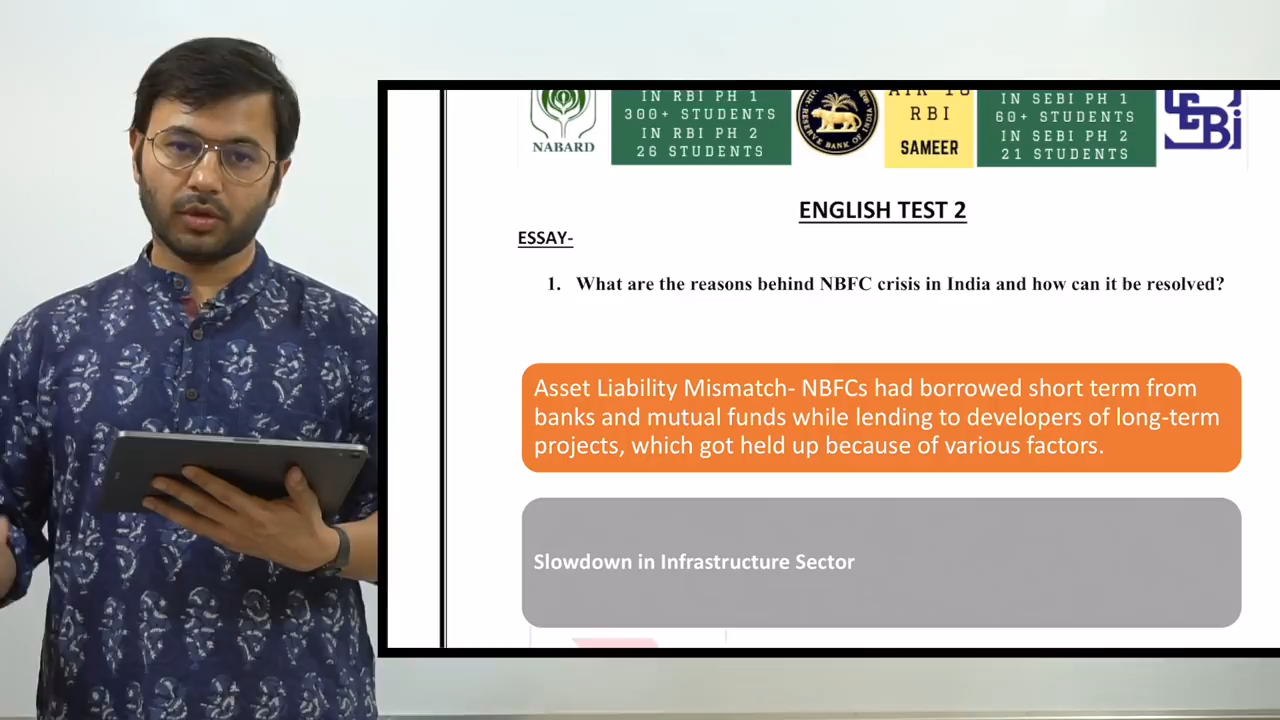 IN RBI PH 1
300+ STUDENTS
IN RBI PH 2
26 STUDENTS
NABARD
RBI
SAMEER
IN SEBI PH 1
60+ STUDENTS
IN SEBI PH 2
21 STUDENTS
SEBI
ENGLISH TEST 2
ESSAY-
1. What are the reasons behind NBFC crisis in India and how can it be resolved?
Asset Liability Mismatch- NBFCs had borrowed short term from
banks and mutual funds while lending to developers of long-term
projects, which got held up because of various factors.
Slowdown in Infrastructure Sector